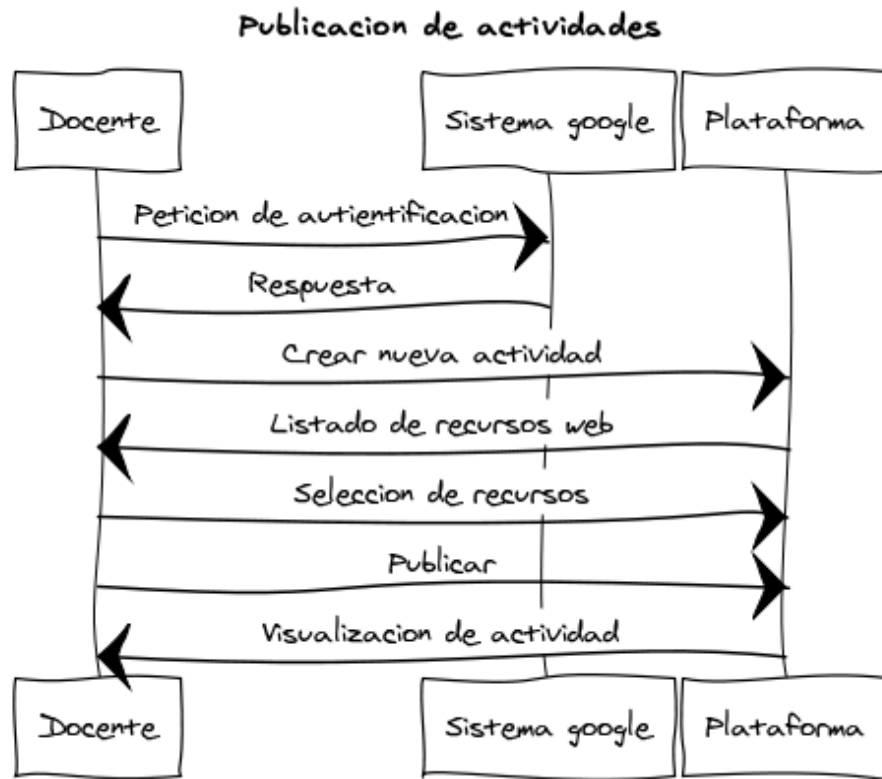 Publicacion de actividades
Docente
Sistema google
Plataforma
Peticion de autientificacion
Respuesta
Crear nueva actividad
Listado de recursos web
Seleccion de recursos
Publicar
Visualizacion de actividad
Docente
Sistema google
Plataforma